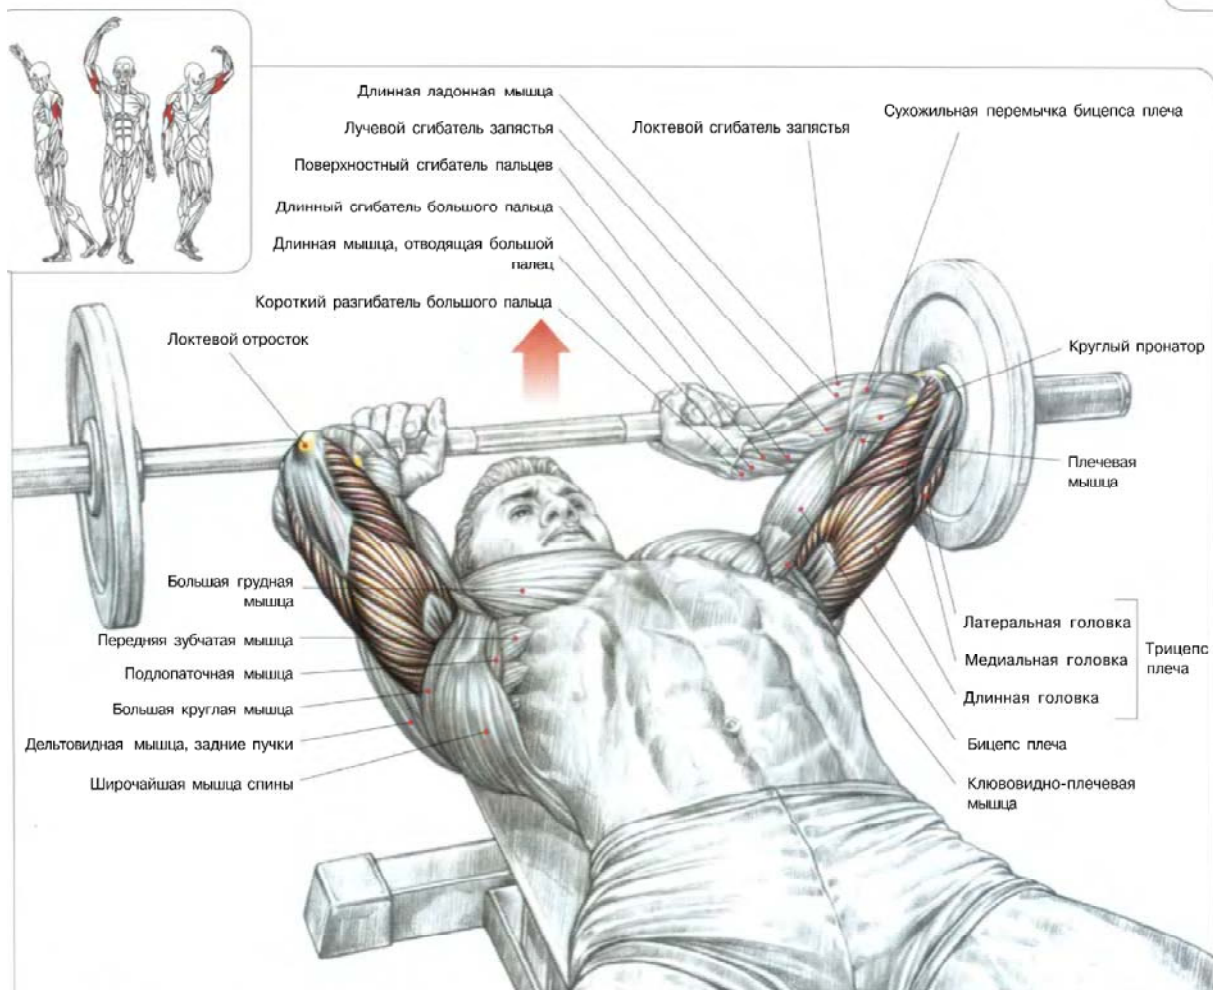 Длинная ладонная мышца
Лучевой сгибатель запястья
Поверхностный сгибатель пальцев
Длинный сгибатель большого пальца
Длинная мышца, отводящая большой
палец
Короткий разгибатель большого пальца
Локтевой отросток
Локтевой сгибатель запястья
Сухожильная перемычка бицепса плеча
Круглый пронатор
Плечевая
мышца
Большая грудная
мышца
Передняя зубчатая мышца
Подлопаточная мышца
Большая круглая мышца
Дельтовидная мышца, задние пучки
Широчайшая мышца спины
Латеральная головка
Медиальная головка
Длинная головка
Трицепс
плеча
Бицепс плеча
Клювовидно-плечевая
мышца